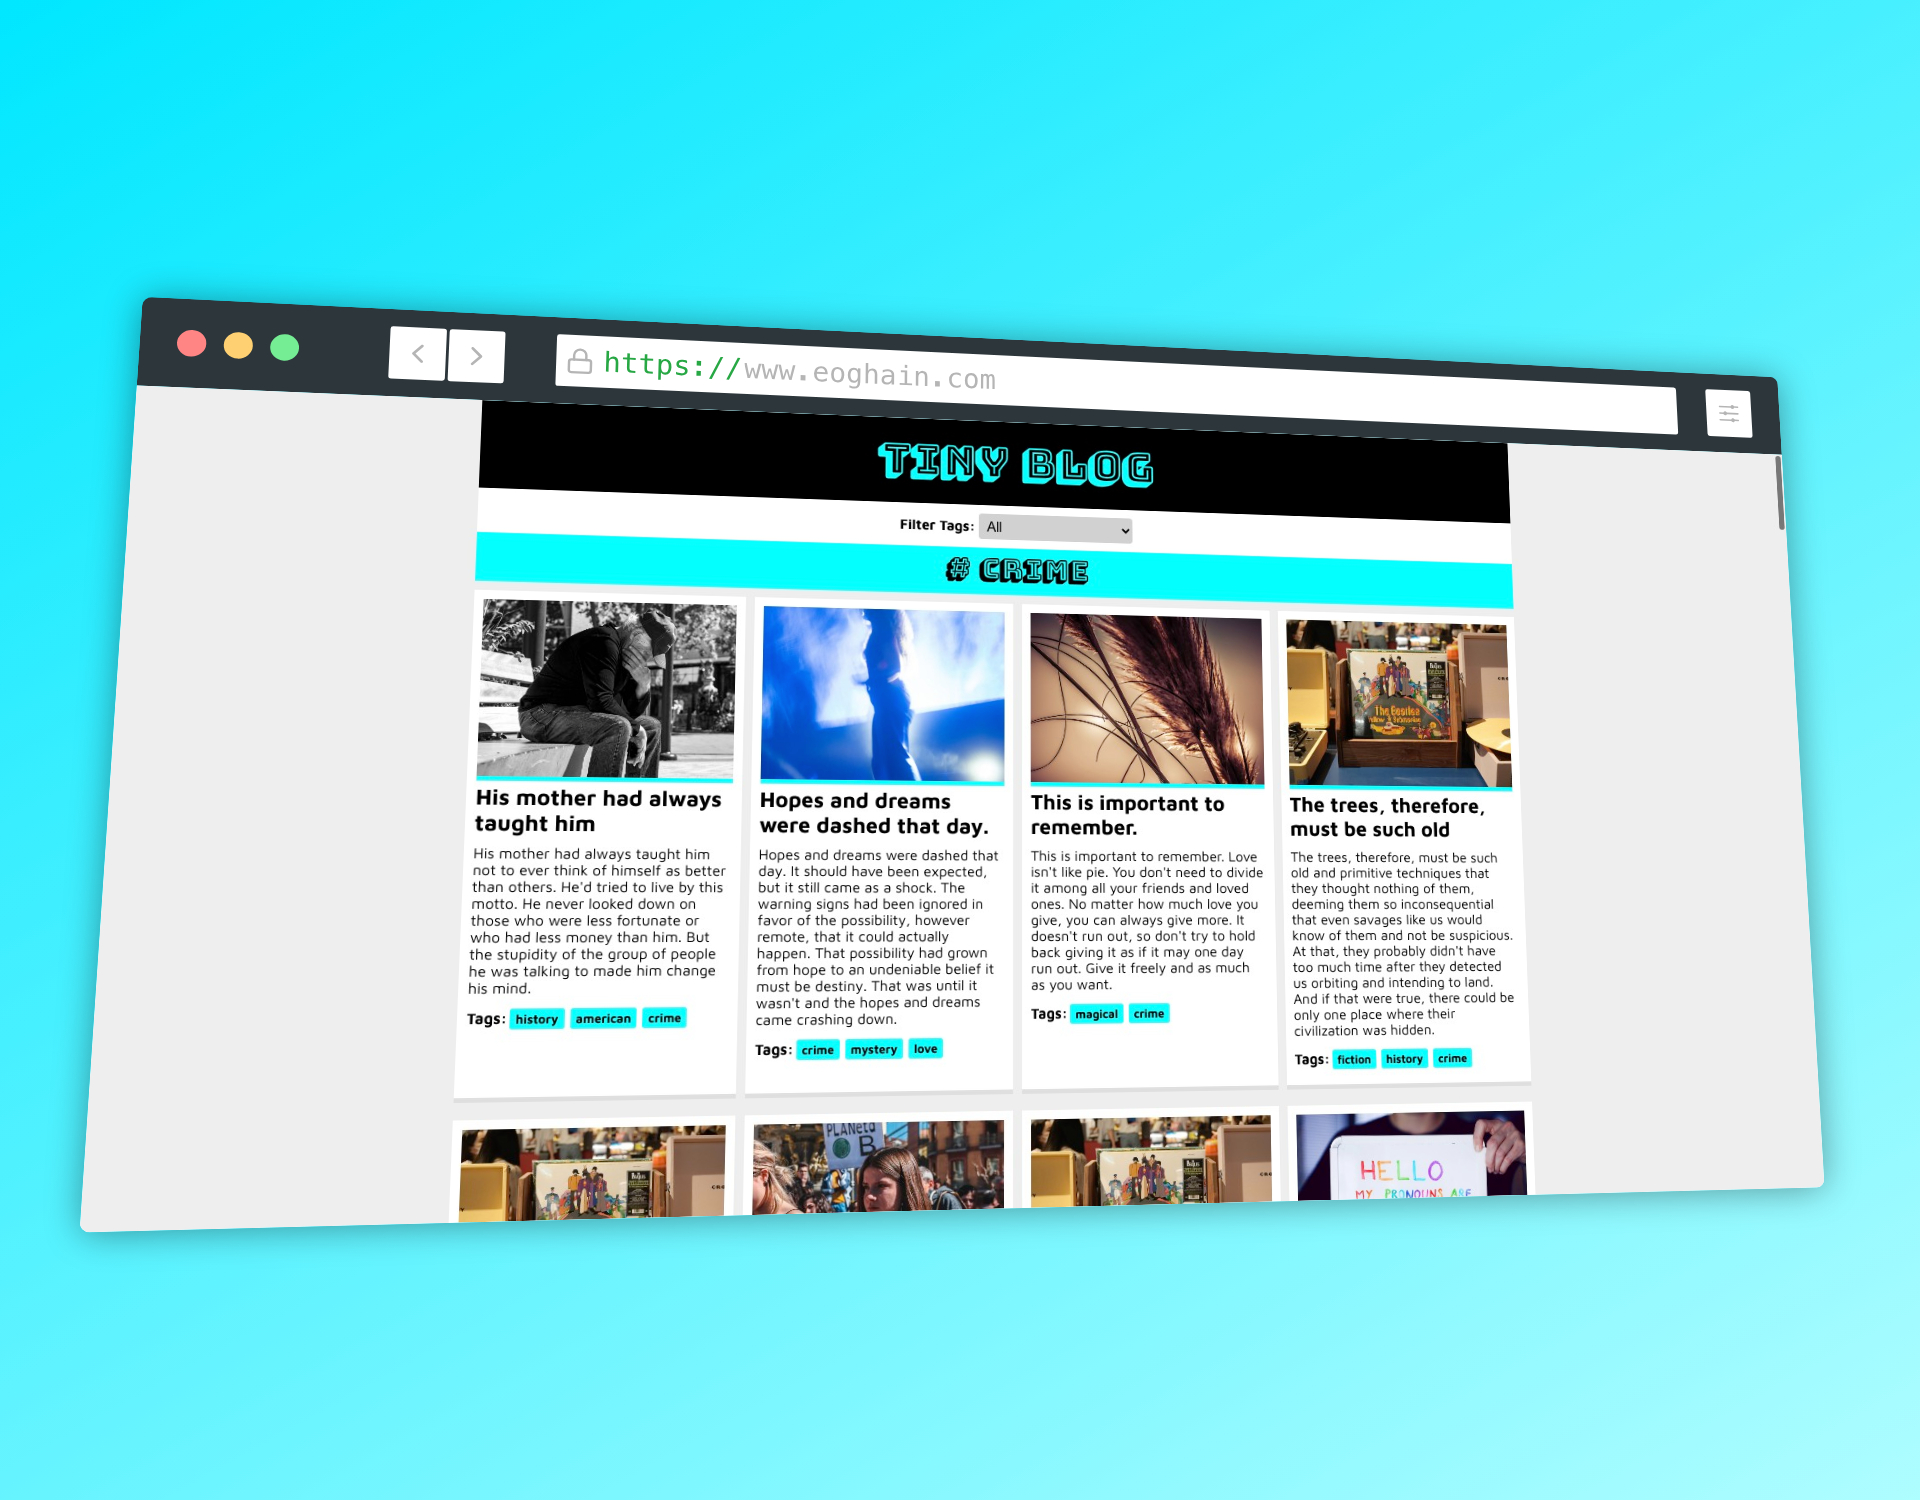 https://www.eoghain.com
TINY BLOG
Filter Tags: All
# CRIME
His mother had always
taught him
His mother had always taught him
not to ever think of himself as better
than others. He'd tried to live by this
motto. He never looked down on
those who were less fortunate or
who had less money than him. But
the stupidity of the group of people
he was talking to made him change
his mind.
Tags: history american crime
Hopes and dreams
were dashed that day.
Hopes and dreams were dashed that
day. It should have been expected,
but it still came as a shock. The
warning signs had been ignored in
favor of the possibility, however
remote, that it could actually
happen. That possibility had grown
from hope to an undeniable belief it
must be destiny. That was until it
wasn't and the hopes and dreams
came crashing down.
Tags: crime mystery love
This is important to
remember.
This is important to remember. Love
isn't like pie. You don't need to divide
it among all your friends and loved
ones. No matter how much love you
give, you can always give more. It
doesn't run out, so don't try to hold
back giving it as if it may one day
run out. Give it freely and as much
as you want.
Tags: magical crime
The Beatles
Yellow Submarine
The trees, therefore,
must be such old
The trees, therefore, must be such
old and primitive techniques that
they thought nothing of them,
deeming them so inconsequential
that even savages like us would
know of them and not be suspicious.
At that, they probably didn't have
too much time after they detected
us orbiting and intending to land.
And if that were true, there could be
only one place where their
civilization was hidden.
Tags: fiction history crime
PLANeta
B
HELLO
MY PRONOUNS ARE